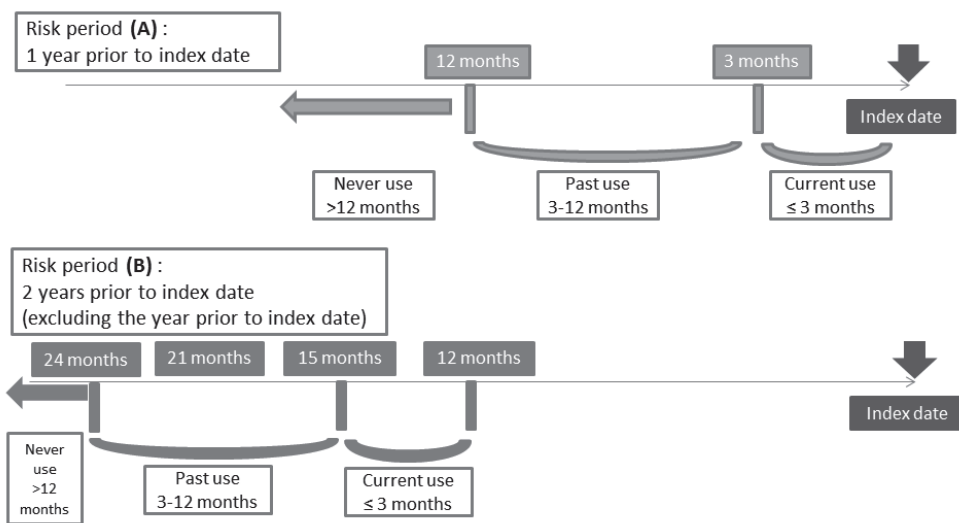 Risk period (A) :
1 year prior to index date
12 months
3 months
Index date
Never use
>12 months
Past use
3-12 months
Current use
≤ 3 months
Risk period (B) :
2 years prior to index date
(excluding the year prior to index date)
24 months
21 months
15 months
12 months
Index date
Never
use
>12
months
Past use
3-12 months
Current use
≤ 3 months